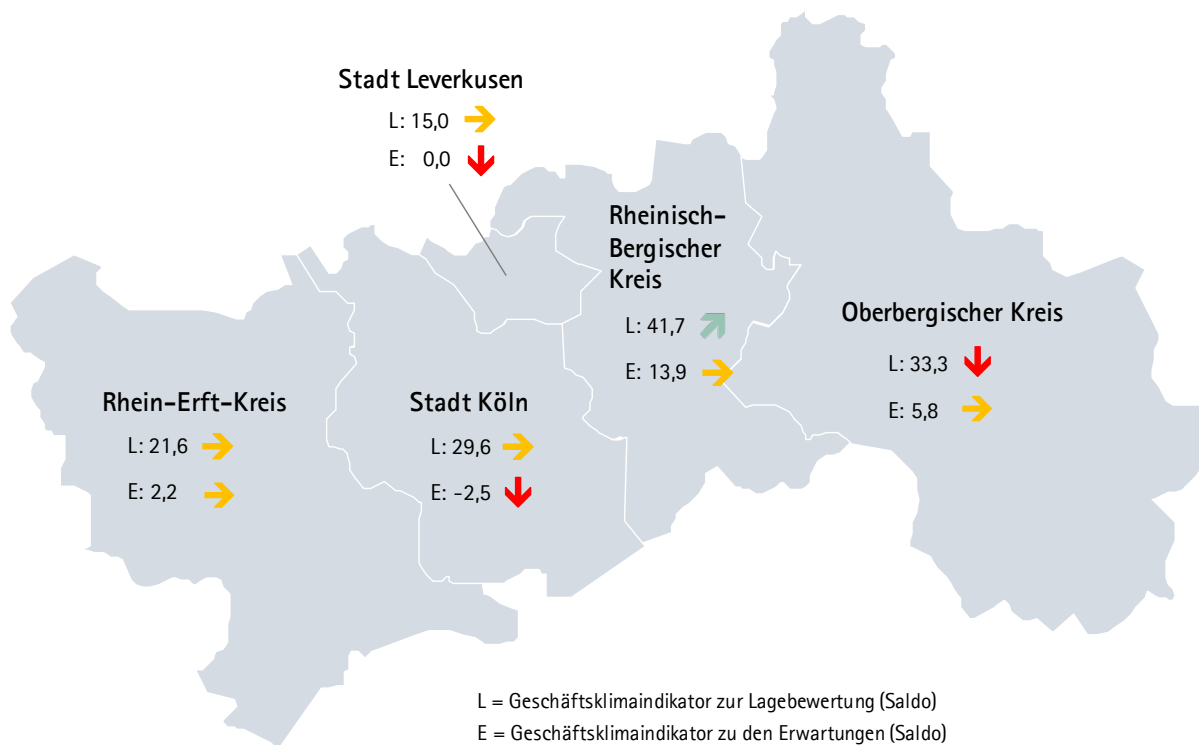 Stadt Leverkusen
L: 15,0
E: 0,0
Rheinisch-
Bergischer
Kreis
L: 41,7
E: 13,9
Oberbergischer Kreis
L: 33,3
E: 5,8
Rhein-Erft-Kreis
L: 21,6
E: 2,2
Stadt Köln
L: 29,6
E: -2,5
L = Geschäftsklimaindikator zur Lagebewertung (Saldo)
E = Geschäftsklimaindikator zu den Erwartungen (Saldo)